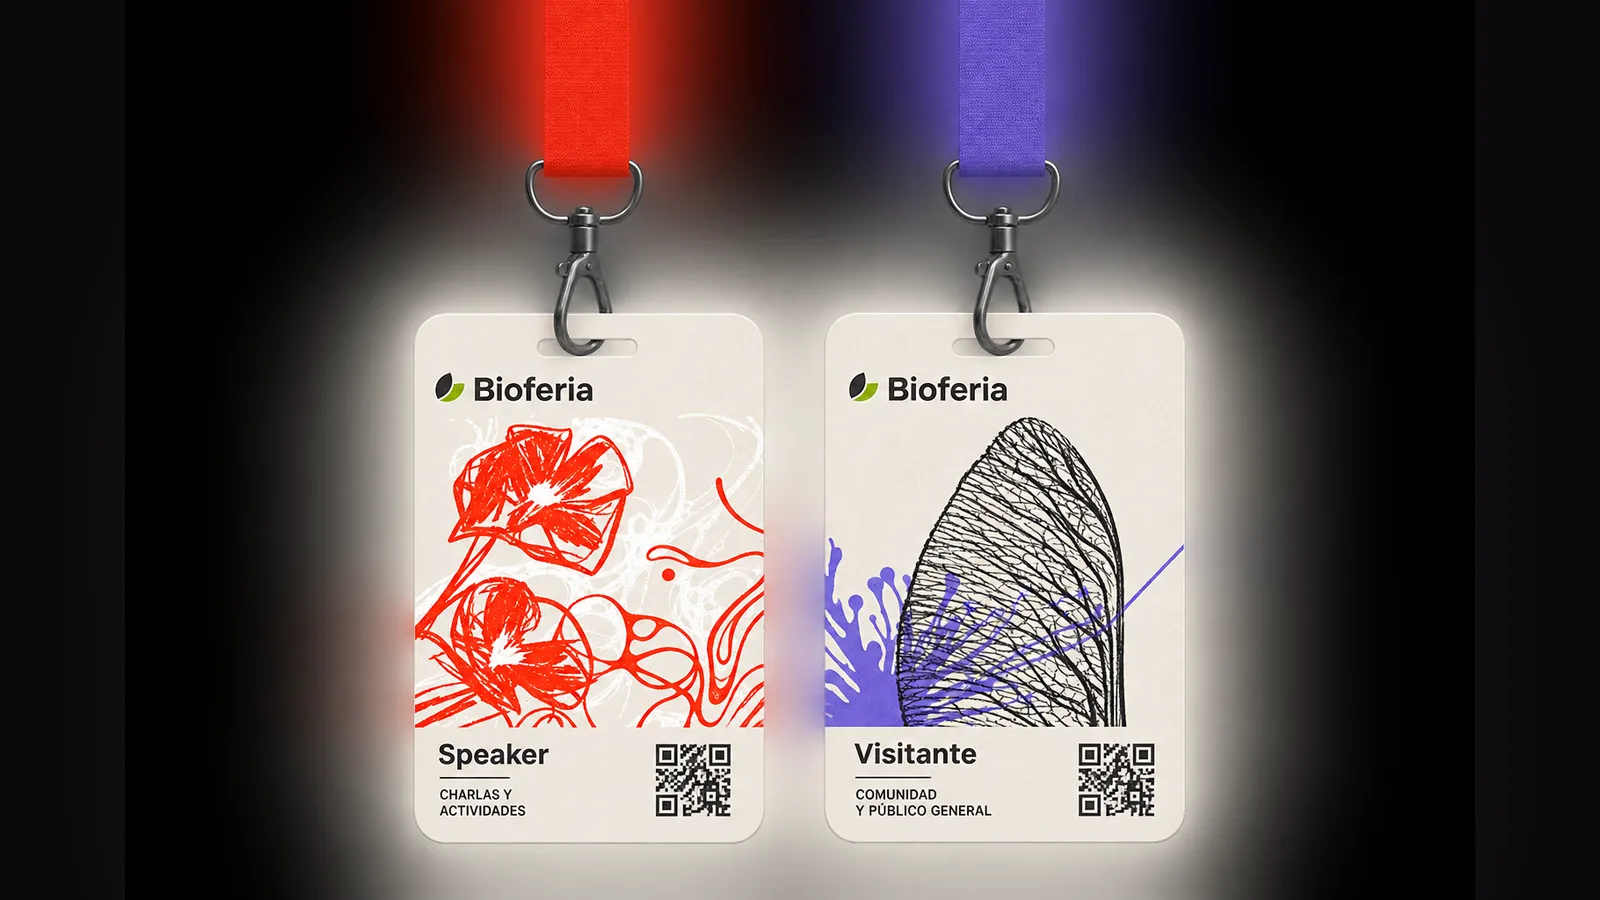 Bioferia
Speaker
CHARLAS Y
ACTIVIDADES
Bioferia
Visitante
COMUNIDAD
Y PÚBLICO GENERAL